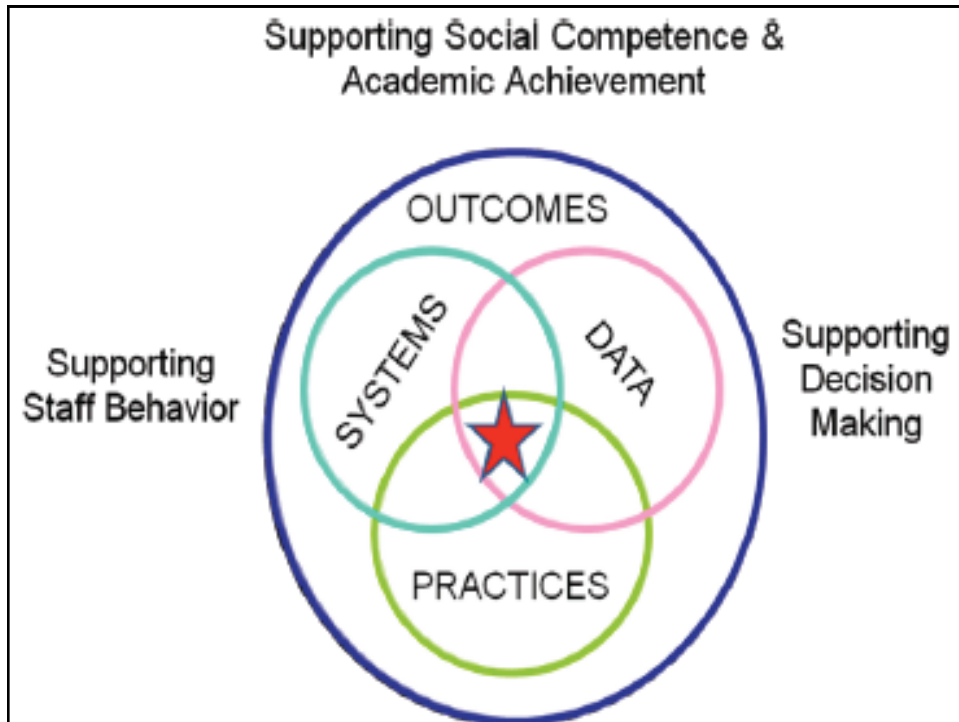 Supporting Social Competence &
Academic Achievement
OUTCOMES
SYSTEMS
DATA
Supporting
Staff Behavior
Supporting
Decision
Making
PRACTICES